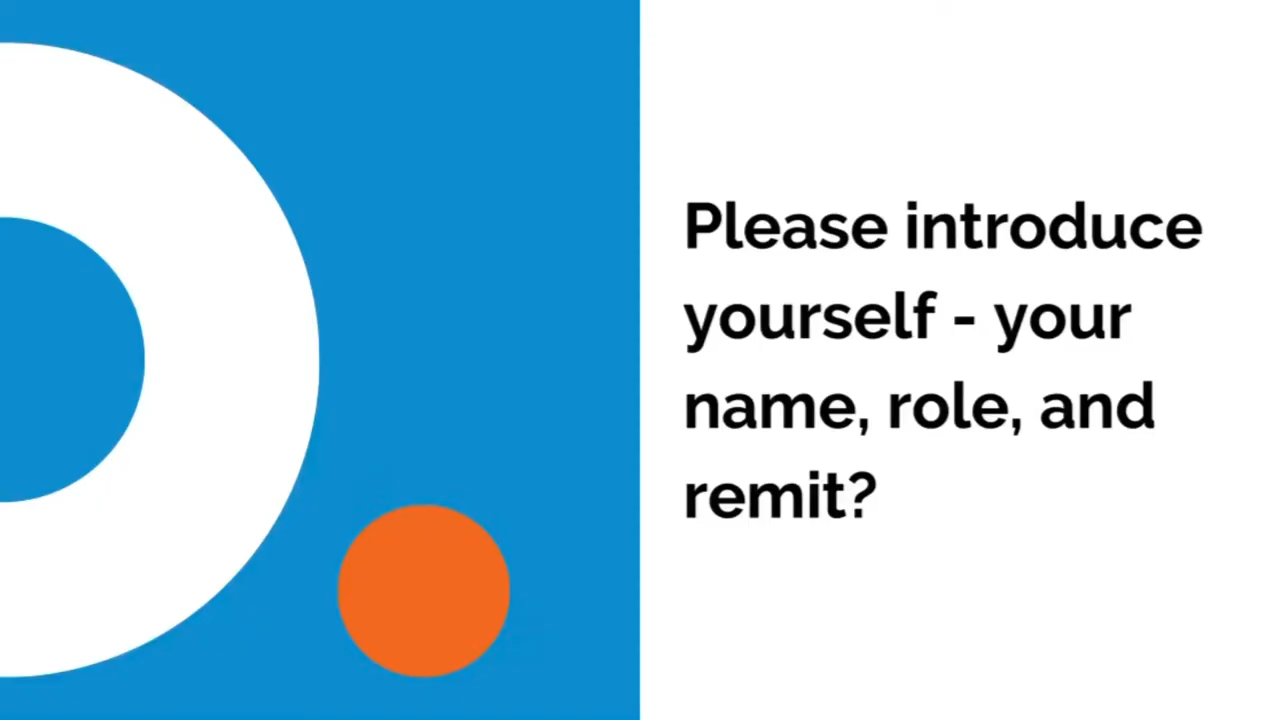 Please introduce
yourself - your
name, role, and
remit?